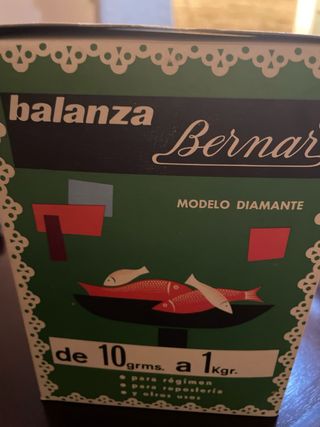 balanza
Bernar
MODELO DIAMANTE
de 10 grms. a 1 Kgr.
• para régimen
• para repostería
• y otros usos